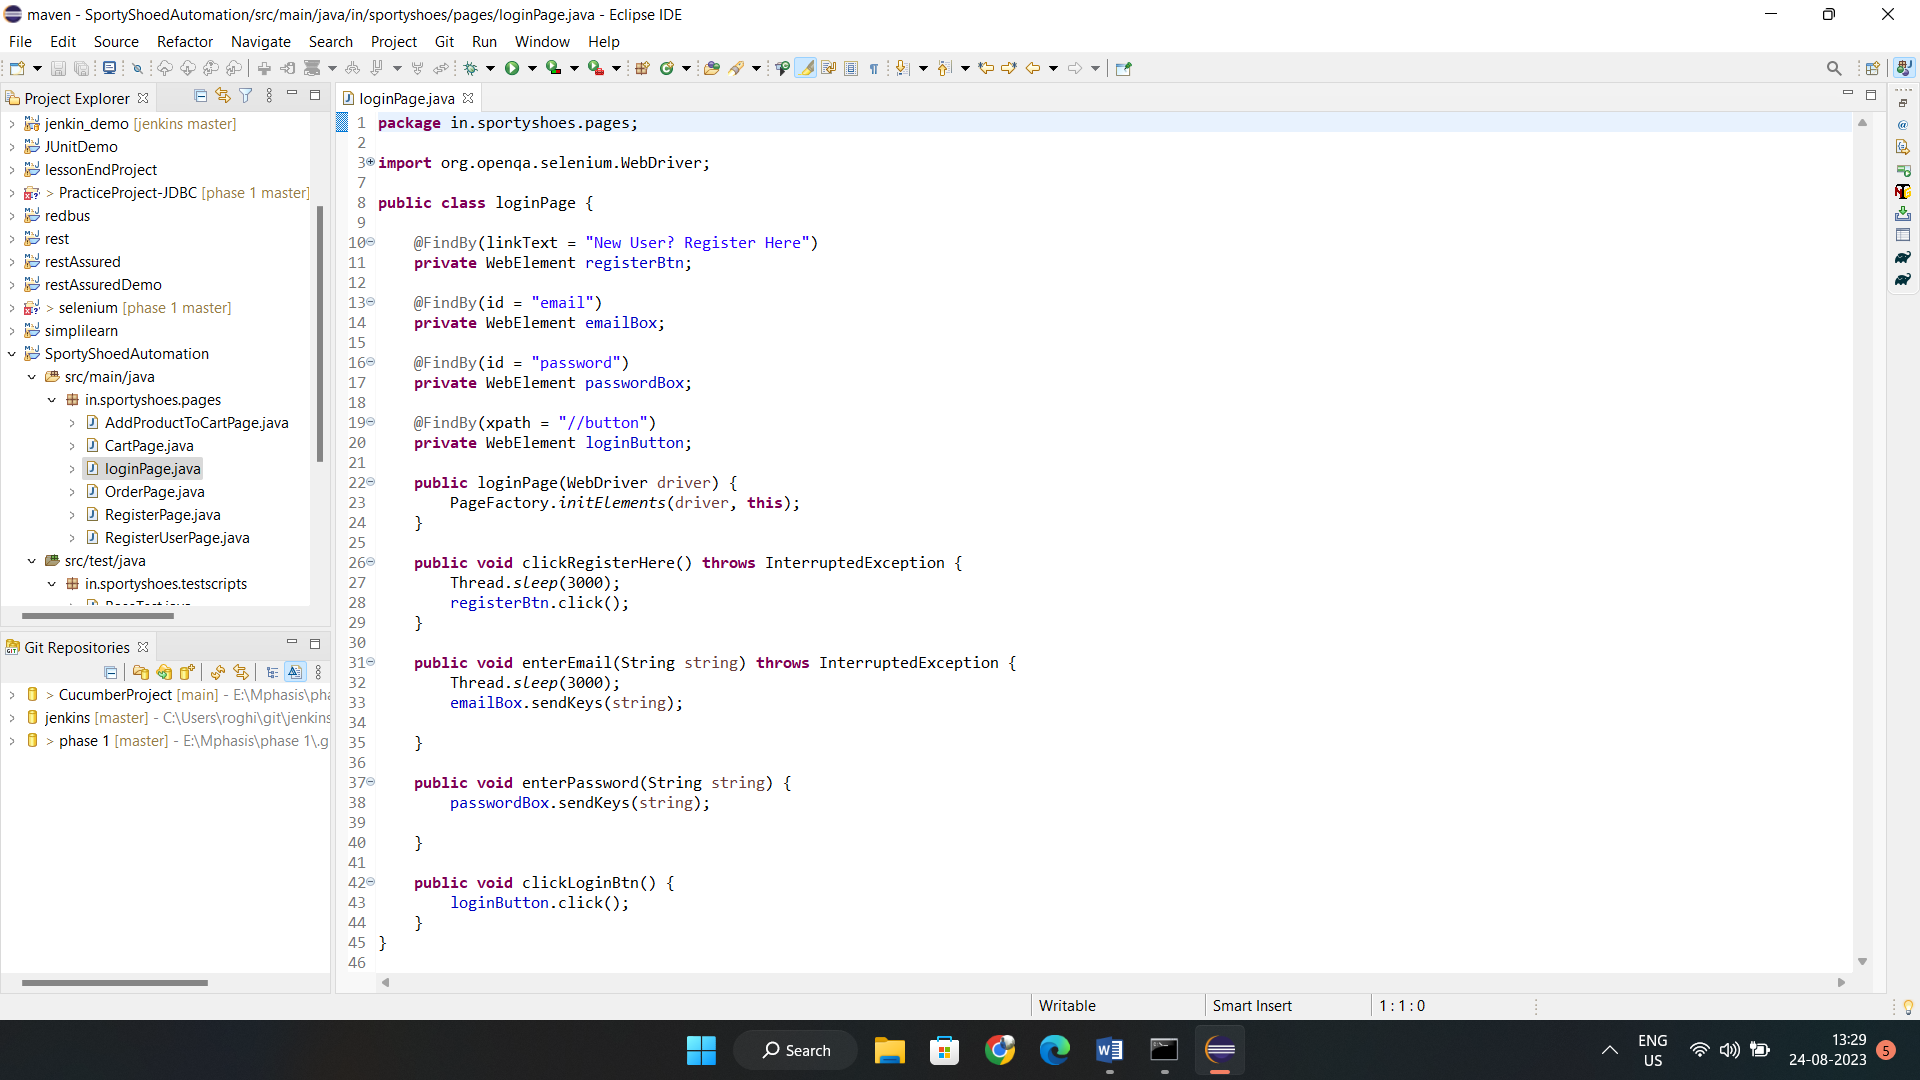 maven - SportyShoedAutomation/src/main/java/in/sportyshoes/pages/loginPage.java - Eclipse IDE
File Edit Source Refactor Navigate Search Project Git Run Window Help
Project Explorer
jenkin_demo [jenkins master]
JUnitDemo
lessonEndProject
> PracticeProject-JDBC [phase 1 master]
redbus
rest
restAssured
restAssuredDemo
> selenium [phase 1 master]
simplilearn
SportyShoedAutomation
src/main/java
in.sportyshoes.pages
AddProductToCartPage.java
CartPage.java
loginPage.java
OrderPage.java
RegisterPage.java
RegisterUserPage.java
src/test/java
in.sportyshoes.testscripts
Git Repositories
> CucumberProject [main] - E:\Mphasis\pha
jenkins [master] - C:\Users\roghi\git\jenkins
> phase 1 [master] - E:\Mphasis\phase 1\.g
loginPage.java
1 package in.sportyshoes.pages;
2
3 import org.openqa.selenium.WebDriver;
7
8 public class loginPage {
9
10 @FindBy(linkText = "New User? Register Here")
11 private WebElement registerBtn;
12
13 @FindBy(id = "email")
14 private WebElement emailBox;
15
16 @FindBy(id = "password")
17 private WebElement passwordBox;
18
19 @FindBy(xpath = "//button")
20 private WebElement loginButton;
21
22 public loginPage(WebDriver driver) {
23 PageFactory.initElements(driver, this);
24 }
25
26 public void clickRegisterHere() throws InterruptedException {
27 Thread.sleep(3000);
28 registerBtn.click();
29 }
30
31 public void enterEmail(String string) throws InterruptedException {
32 Thread.sleep(3000);
33 emailBox.sendKeys(string);
34
35 }
36
37 public void enterPassword(String string) {
38 passwordBox.sendKeys(string);
39
40 }
41
42 public void clickLoginBtn() {
43 loginButton.click();
44 }
45 }
46
Writable Smart Insert 1 : 1 : 0
Search
ENG
US
13:29
24-08-2023
5